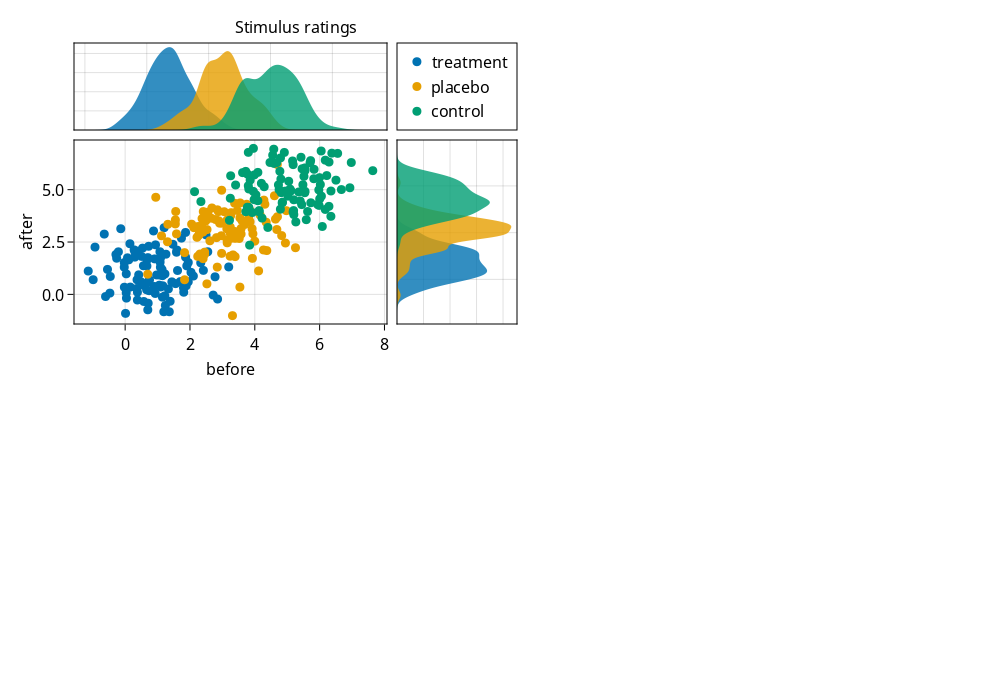 Stimulus ratings
treatment
placebo
control
after
5.0
2.5
0.0
0 2 4 6 8
before